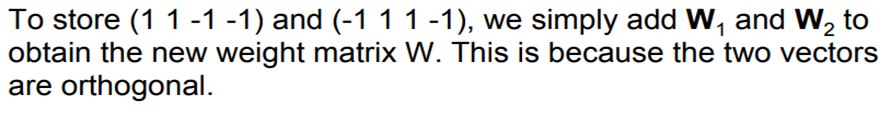 To store (1 1 -1 -1) and (-1 1 1 -1), we simply add W₁ and W₂ to
obtain the new weight matrix W. This is because the two vectors
are orthogonal.